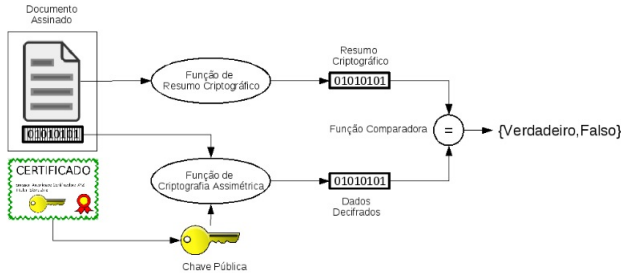 Documento
Assinado
01010101
Função de
Resumo Criptográfico
Resumo
Criptográfico
01010101
Função Comparadora
=
{Verdadeiro,Falso}
CERTIFICADO
Função de
Criptografia Assimétrica
01010101
Dados
Decifrados
Chave Pública